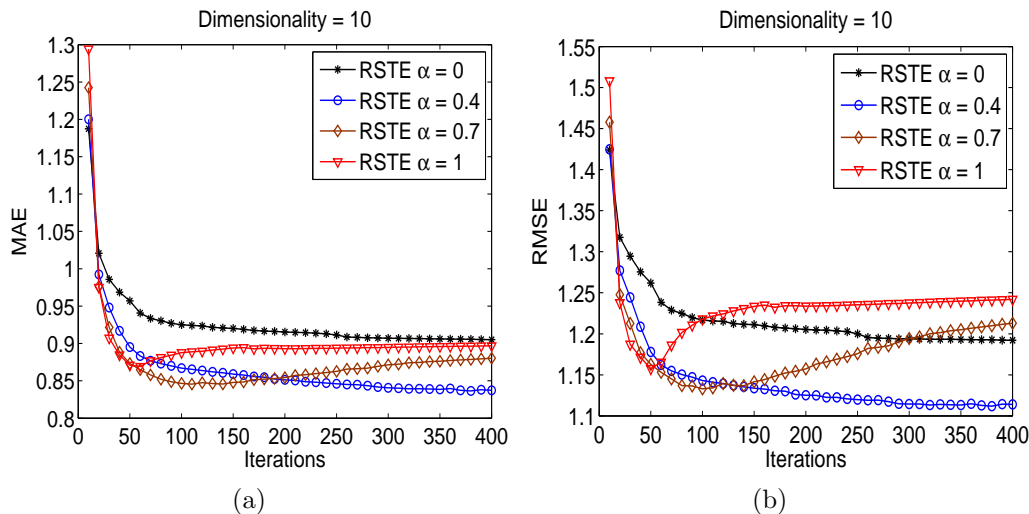 Dimensionality = 10
1.3
1.25
1.2
1.15
1.1
1.05
1
0.95
0.9
0.85
0.8
MAE
RSTE α = 0
RSTE α = 0.4
RSTE α = 0.7
RSTE α = 1
0 50 100 150 200 250 300 350 400
Iterations
(a)
Dimensionality = 10
1.55
1.5
1.45
1.4
1.35
1.3
1.25
1.2
1.15
1.1
RMSE
RSTE α = 0
RSTE α = 0.4
RSTE α = 0.7
RSTE α = 1
0 50 100 150 200 250 300 350 400
Iterations
(b)